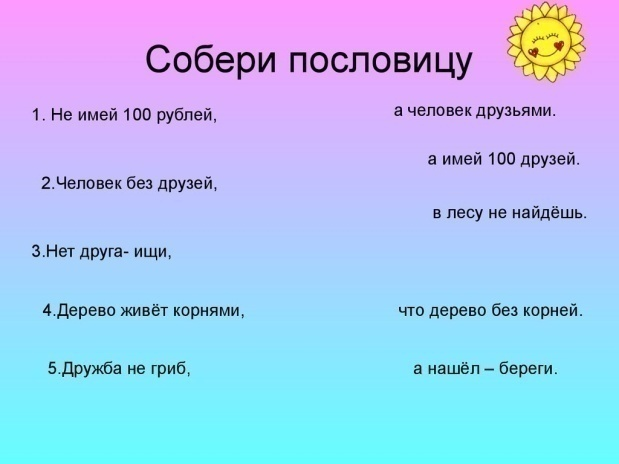 Собери пословицу
1. Не имей 100 рублей,
а человек друзьями.
а имей 100 друзей.
2.Человек без друзей,
в лесу не найдёшь.
3.Нет друга- ищи,
4.Дерево живёт корнями,
что дерево без корней.
5.Дружба не гриб,
а нашёл – береги.